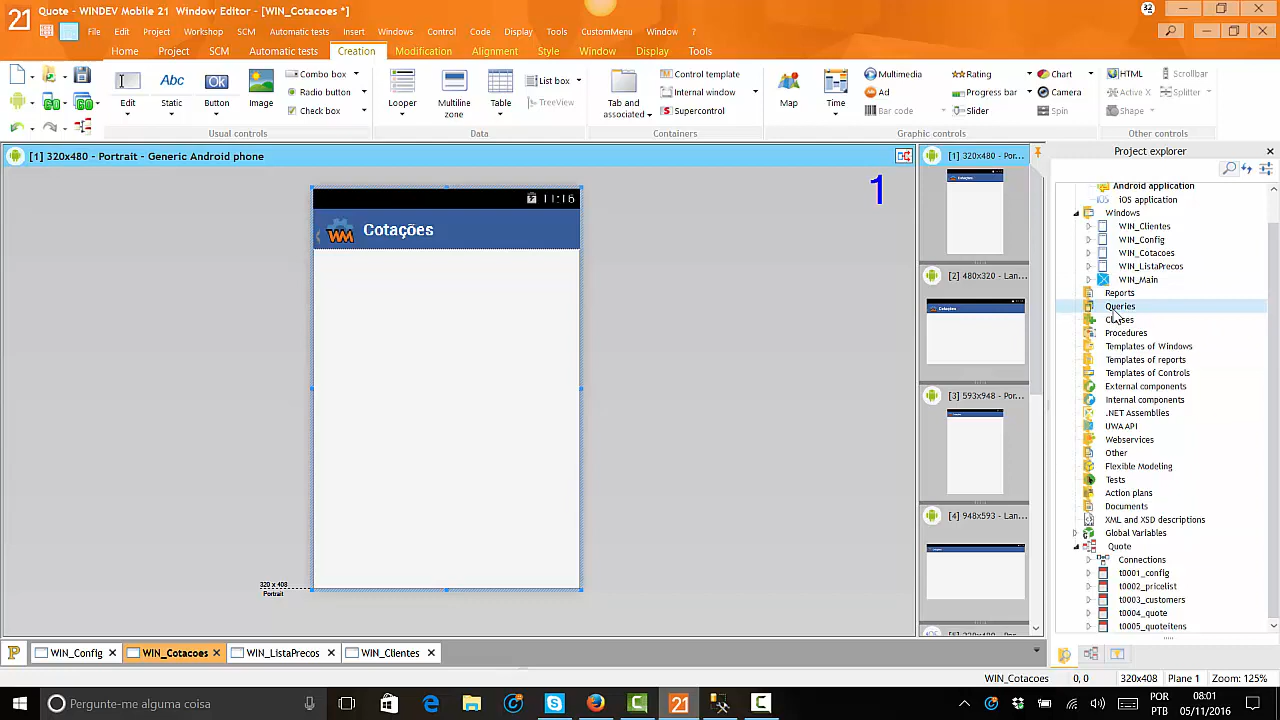 21 Quote - WINDEV Mobile 21 Window Editor - [WIN_Cotacoes *] 32
File Edit Project Workshop SCM Automatic tests Insert Windows Control Code Display Tools CustomMenu Window ?
Home Project SCM Automatic tests Creation Modification Alignment Style Window Display Tools
Edit Static Button Image Combo box Radio button Check box
Abc Ok
Usual controls
Looper Multiline zone Table List box TreeView
Data
Tab and associated Control template Internal window Supercontrol
Containers
Map Time Multimedia Ad Bar code Rating Progress bar Slider Chart Camera Spin
Graphic controls
HTML Active X Shape Scrollbar Splitter
Other controls
[1] 320x480 - Portrait - Generic Android phone
1
11:16
WM Cotações
320 x 408
Portrait
[1] 320x480 - Por...
Cotações
[2] 480x320 - Lan...
Cotações
[3] 593x948 - Por...
[4] 948x593 - Lan...
Project explorer
Android application
iOS application
Windows
WIN_Clientes
WIN_Config
WIN_Cotacoes
WIN_ListaPrecos
WIN_Main
Reports
Queries
Procedures
Templates of Windows
Templates of reports
Templates of Controls
External components
Internal components
.NET Assemblies
UWA API
Webservices
Other
Flexible Modeling
Tests
Action plans
Documents
XML and XSD descriptions
Global Variables
Quote
Connections
t0001_config
t0002_pricelist
t0003_customers
t0004_quote
t0005_quoteitens
P WIN_Config WIN_Cotacoes WIN_ListaPrecos WIN_Clientes
WIN_Cotacoes 0, 0 320x408 Plane 1 Zoom: 125%
Pergunte-me alguma coisa
21
POR
PTB
08:01
05/11/2016